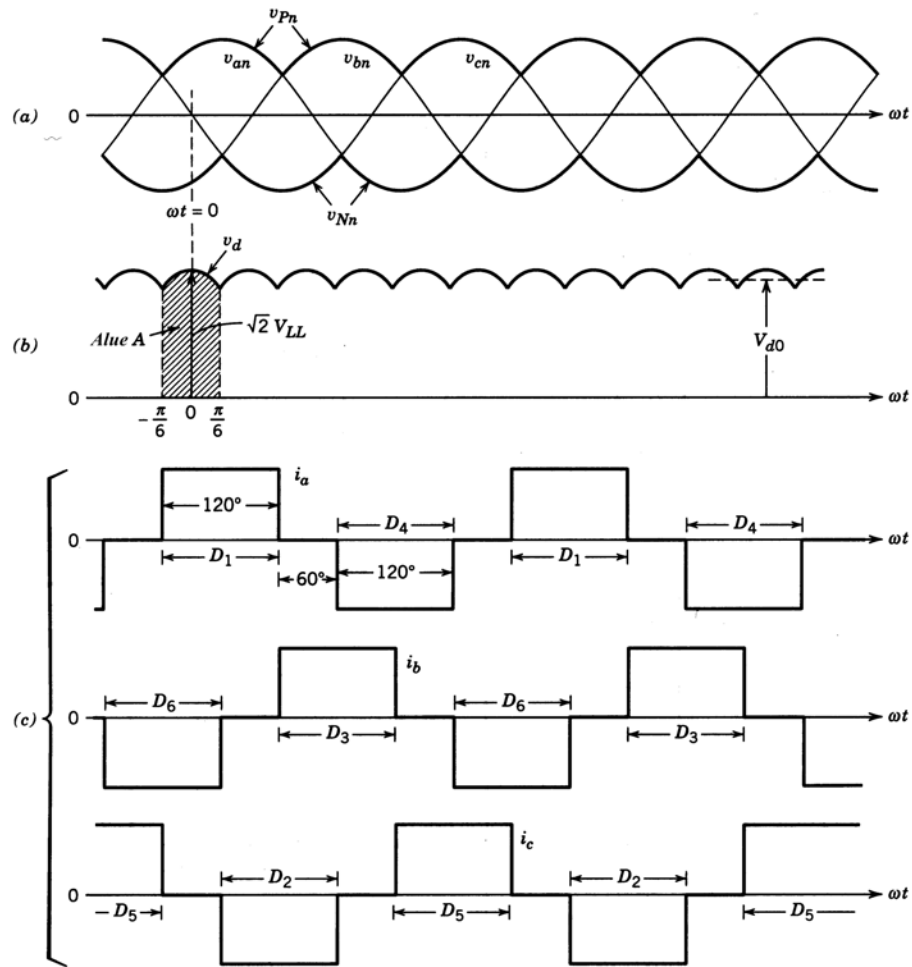 v_Pn
v_an v_bn v_cn
(a) 0 ωt
v_Nn
ωt = 0
v_d
Alue A √2 V_LL V_d0
(b)
0 ωt
-π/6 0 π/6
i_a
120° D_4 D_4
0 ωt
D_1 D_1
60° 120°
i_b
D_6 D_6
(c) 0 ωt
D_3 D_3
i_c
D_2 D_2
0 ωt
D_5 D_5 D_5